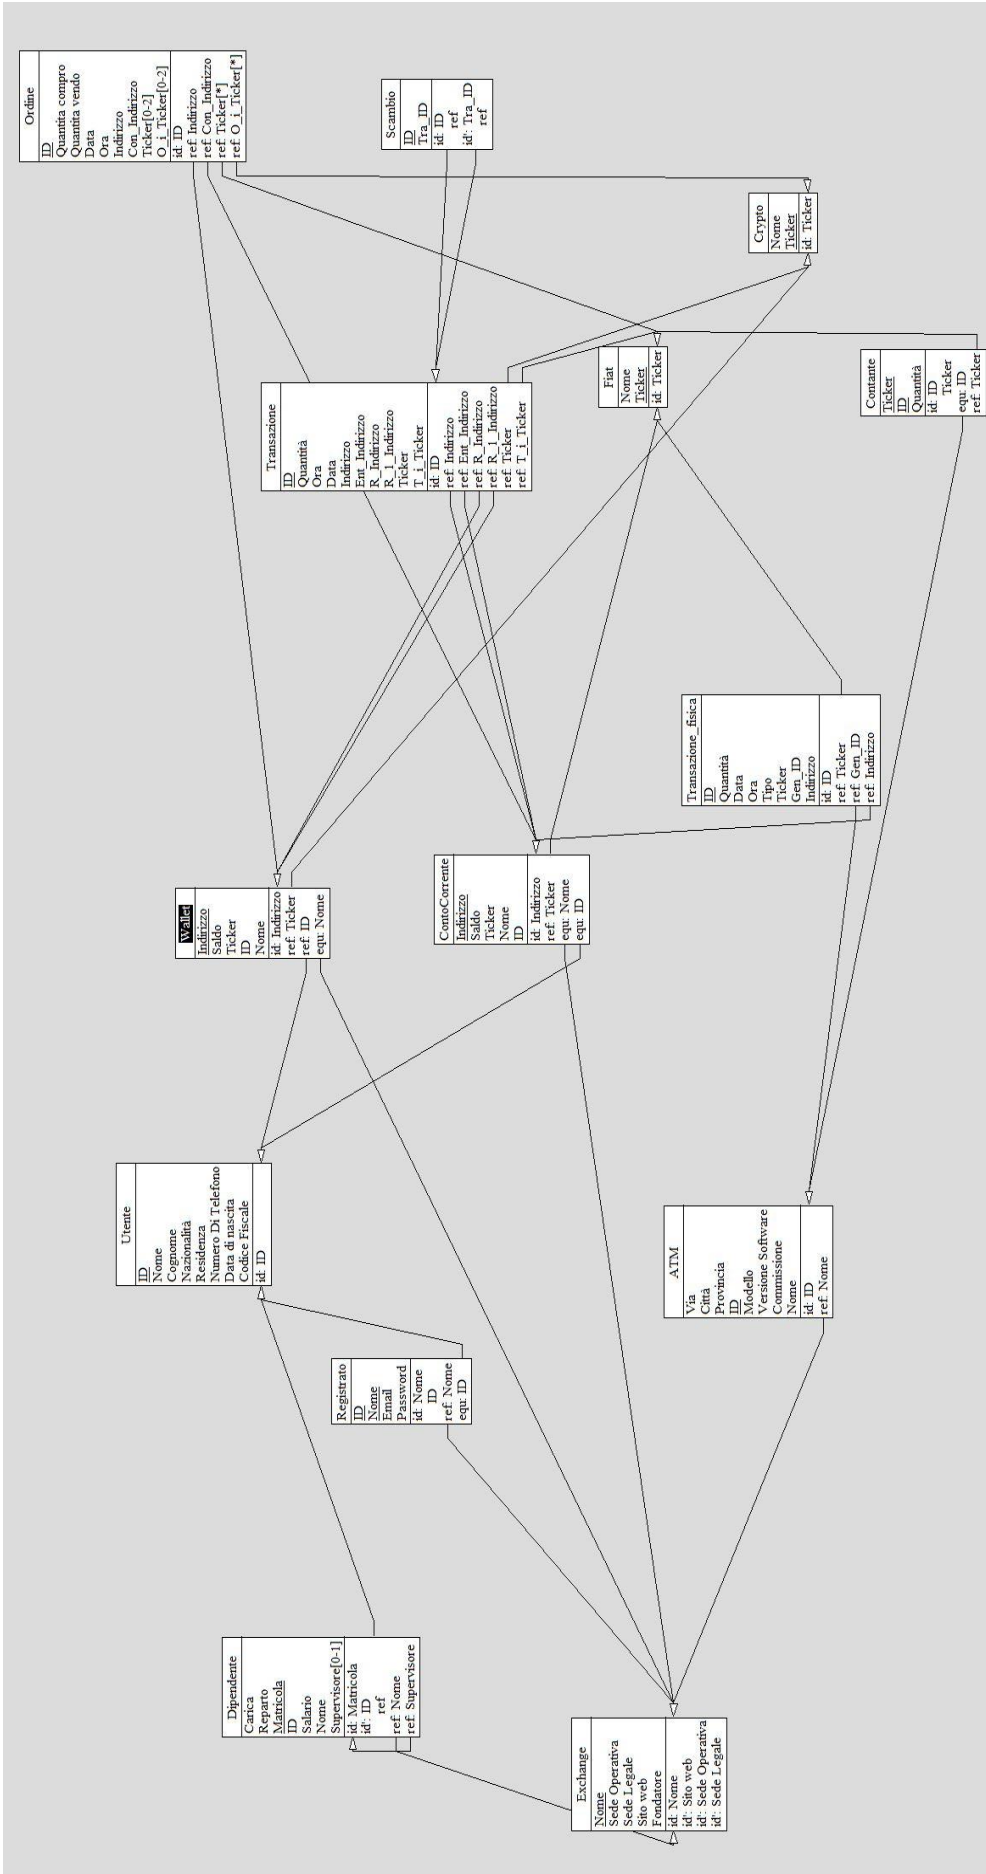 Ordine
ID
Quantita compro
Quantita vendo
Data
Ora
Indirizzo
Con_Indirizzo
Ticker[0-2]
O_i_Ticker[0-2]
id: ID
ref: Indirizzo
ref: Con_Indirizzo
ref: Ticker[*]
ref: O_i_Ticker[*]
Scambio
ID
Tra_ID
id: ID
ref
id': Tra_ID
ref
Crypto
Nome
Ticker
id: Ticker
Transazione
ID
Quantità
Ora
Data
Indirizzo
Ent_Indirizzo
R_Indirizzo
R_1_Indirizzo
Ticker
T_i_Ticker
id: ID
ref: Indirizzo
ref: Ent_Indirizzo
ref: R_Indirizzo
ref: R_1_Indirizzo
ref: Ticker
ref: T_i_Ticker
Fiat
Nome
Ticker
id: Ticker
Contante
Ticker
ID
Quantità
id: ID
Ticker
equ: ID
ref: Ticker
Wallet
Indirizzo
Saldo
Ticker
ID
Nome
id: Indirizzo
ref: Ticker
ref: ID
equ: Nome
ContoCorrente
Indirizzo
Saldo
Ticker
Nome
ID
id: Indirizzo
ref: Ticker
equ: Nome
equ: ID
Transazione_fisica
ID
Quantità
Data
Ora
Tipo
Ticker
Gen_ID
Indirizzo
id: ID
ref: Ticker
ref: Gen_ID
ref: Indirizzo
Utente
ID
Nome
Cognome
Nazionalità
Residenza
Numero Di Telefono
Data di nascita
Codice Fiscale
id: ID
Registrato
ID
Nome
Email
Password
id: Nome
ID
ref: Nome
equ: ID
ATM
Via
Città
Provincia
ID
Modello
Versione Software
Commissione
Nome
id: ID
ref: Nome
Dipendente
Carica
Reparto
Matricola
ID
Salario
Nome
Supervisore[0-1]
id: Matricola
id': ID
ref
ref: Nome
ref: Supervisore
Exchange
Nome
Sede Operativa
Sede Legale
Sito web
Fondatore
id: Nome
id': Sito web
id': Sede Operativa
id': Sede Legale